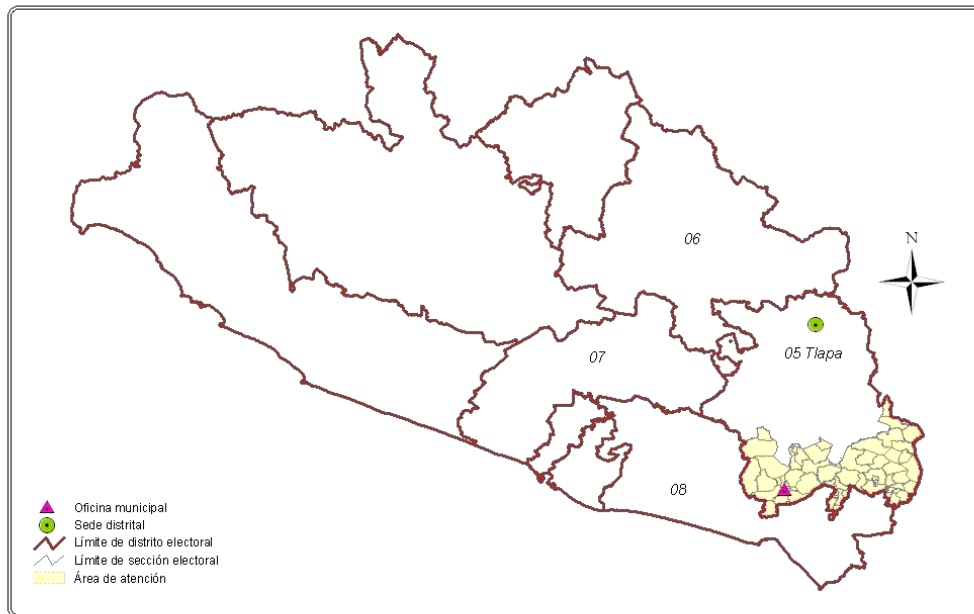 06
N
05 Tlapa
07
08
Oficina municipal
Sede distrital
Límite de distrito electoral
Límite de sección electoral
Área de atención